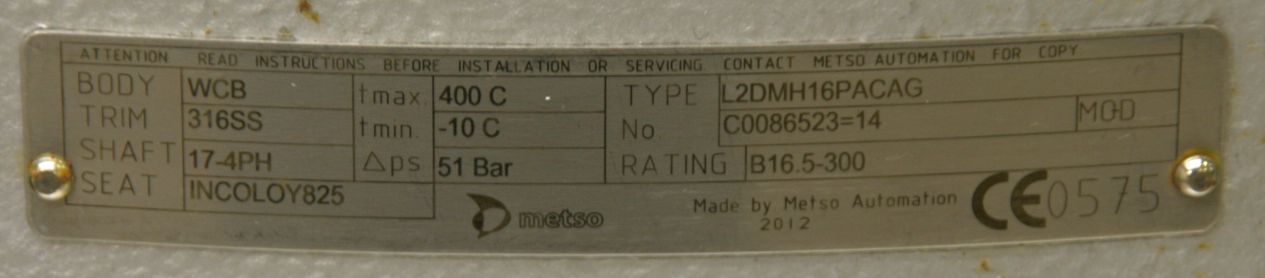 ATTENTION READ INSTRUCTIONS BEFORE INSTALLATION OR SERVICING CONTACT METSO AUTOMATION FOR COPY
BODY WCB tmax. 400 C TYPE L2DMH16PACAG
TRIM 316SS tmin. -10 C No. C0086523=14 MOD
SHAFT 17-4PH Δps 51 Bar RATING B16.5-300
SEAT INCOLOY825
metso Made by Metso Automation CE0575
2012